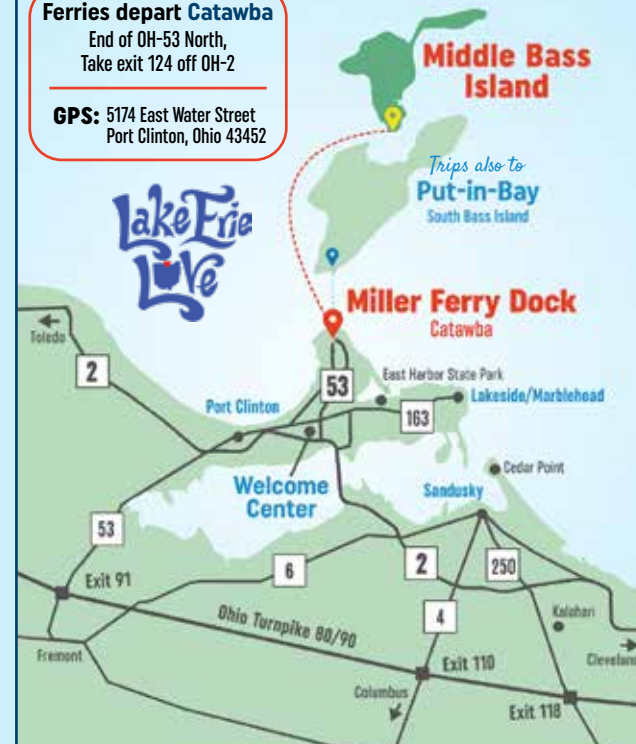 Ferries depart Catawba
End of OH-53 North,
Take exit 124 off OH-2
GPS: 5174 East Water Street
Port Clinton, Ohio 43452
Middle Bass
Island
Trips also to
Put-in-Bay
South Bass Island
Lake Erie
Love
Miller Ferry Dock
Catawba
Toledo
2
53
East Harbor State Park
Lakeside/Marblehead
163
Port Clinton
Welcome
Center
Cedar Point
Sandusky
53
6
2
250
4
Exit 91
Ohio Turnpike 80/90
Kalahari
Fremont
Cleveland
Exit 110
Columbus
Exit 118